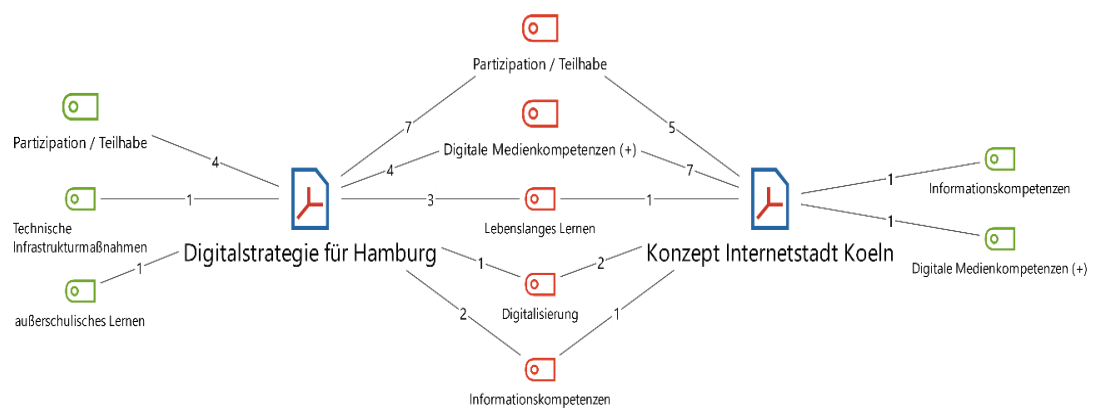 Partizipation / Teilhabe
7
5
Digitale Medienkompetenzen (+)
4
7
Partizipation / Teilhabe
4
1
Informationskompetenzen
1
3
Lebenslanges Lernen
1
1
Digitale Medienkompetenzen (+)
Technische
Infrastrukturmaßnahmen
Digitalstrategie für Hamburg
Konzept Internetstadt Koeln
1
außerschulisches Lernen
1
2
Digitalisierung
2
1
Informationskompetenzen